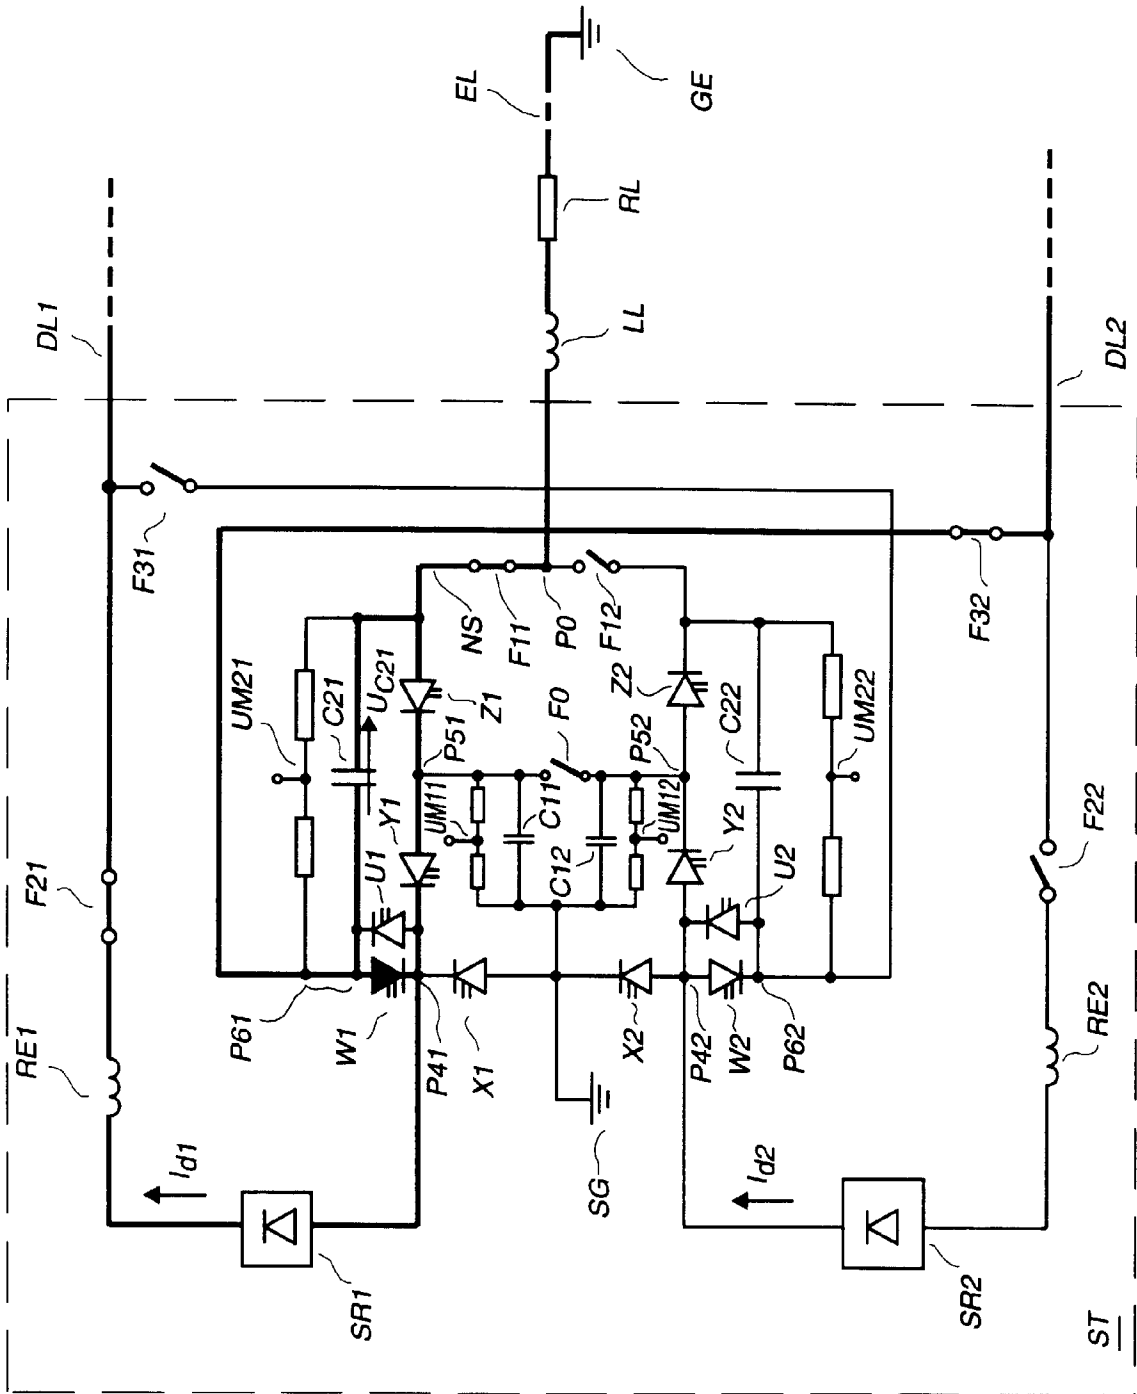 DL1
EL
GE
RL
LL
DL2
F31
NS
F11
P0
F12
F32
UM21
C21
UC21
Z1
P51
F0
Z2
P52
C22
UM22
F21
Y1
U1
UM11
C11
C12
UM12
Y2
U2
F22
RE1
P61
W1
P41
X1
X2
P42
W2
P62
RE2
Id1
SG
Id2
SR1
SR2
ST